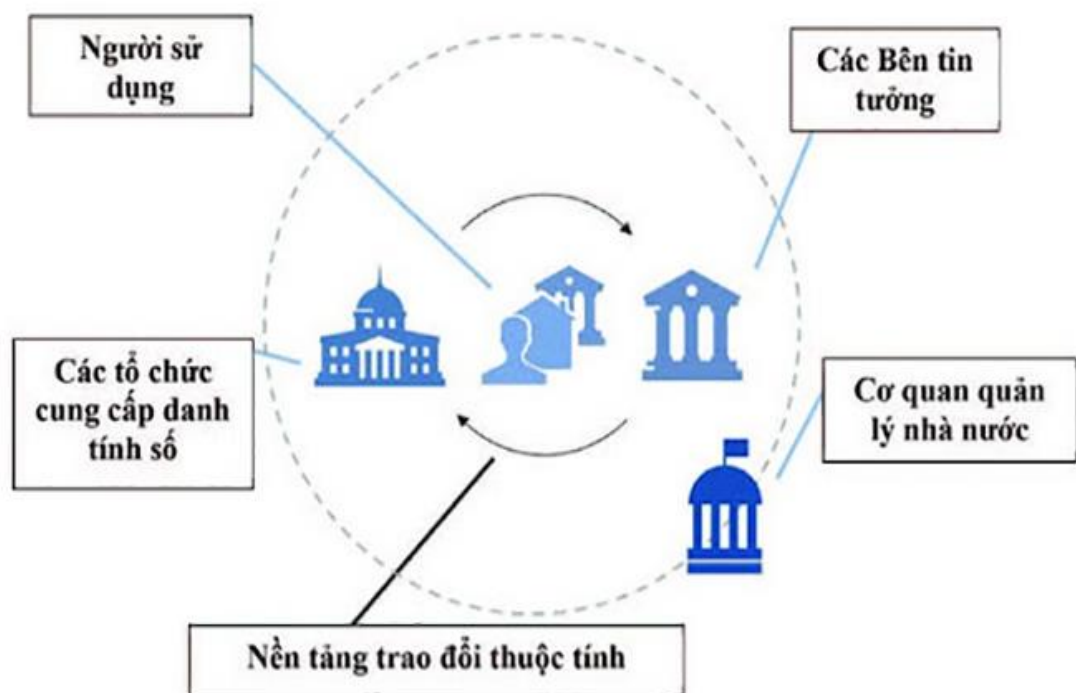 Người sử
dụng
Các Bên tin
tưởng
Các tổ chức
cung cấp danh
tính số
Cơ quan quản
lý nhà nước
Nền tảng trao đổi thuộc tính